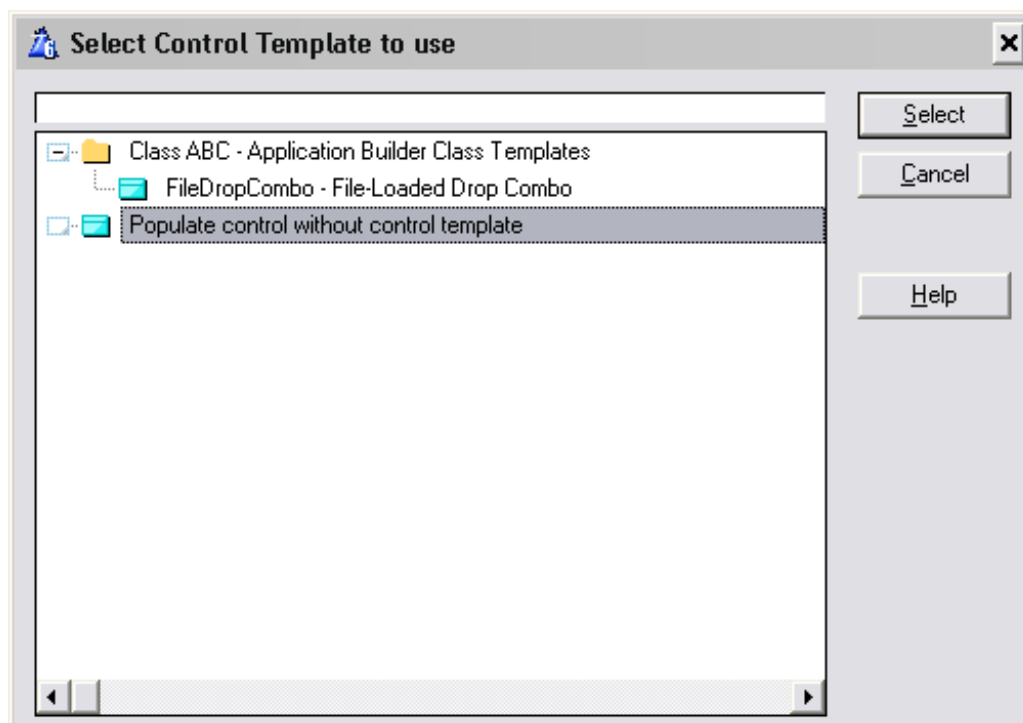 Select Control Template to use
Select
Class ABC - Application Builder Class Templates
Cancel
FileDropCombo - File-Loaded Drop Combo
Populate control without control template
Help